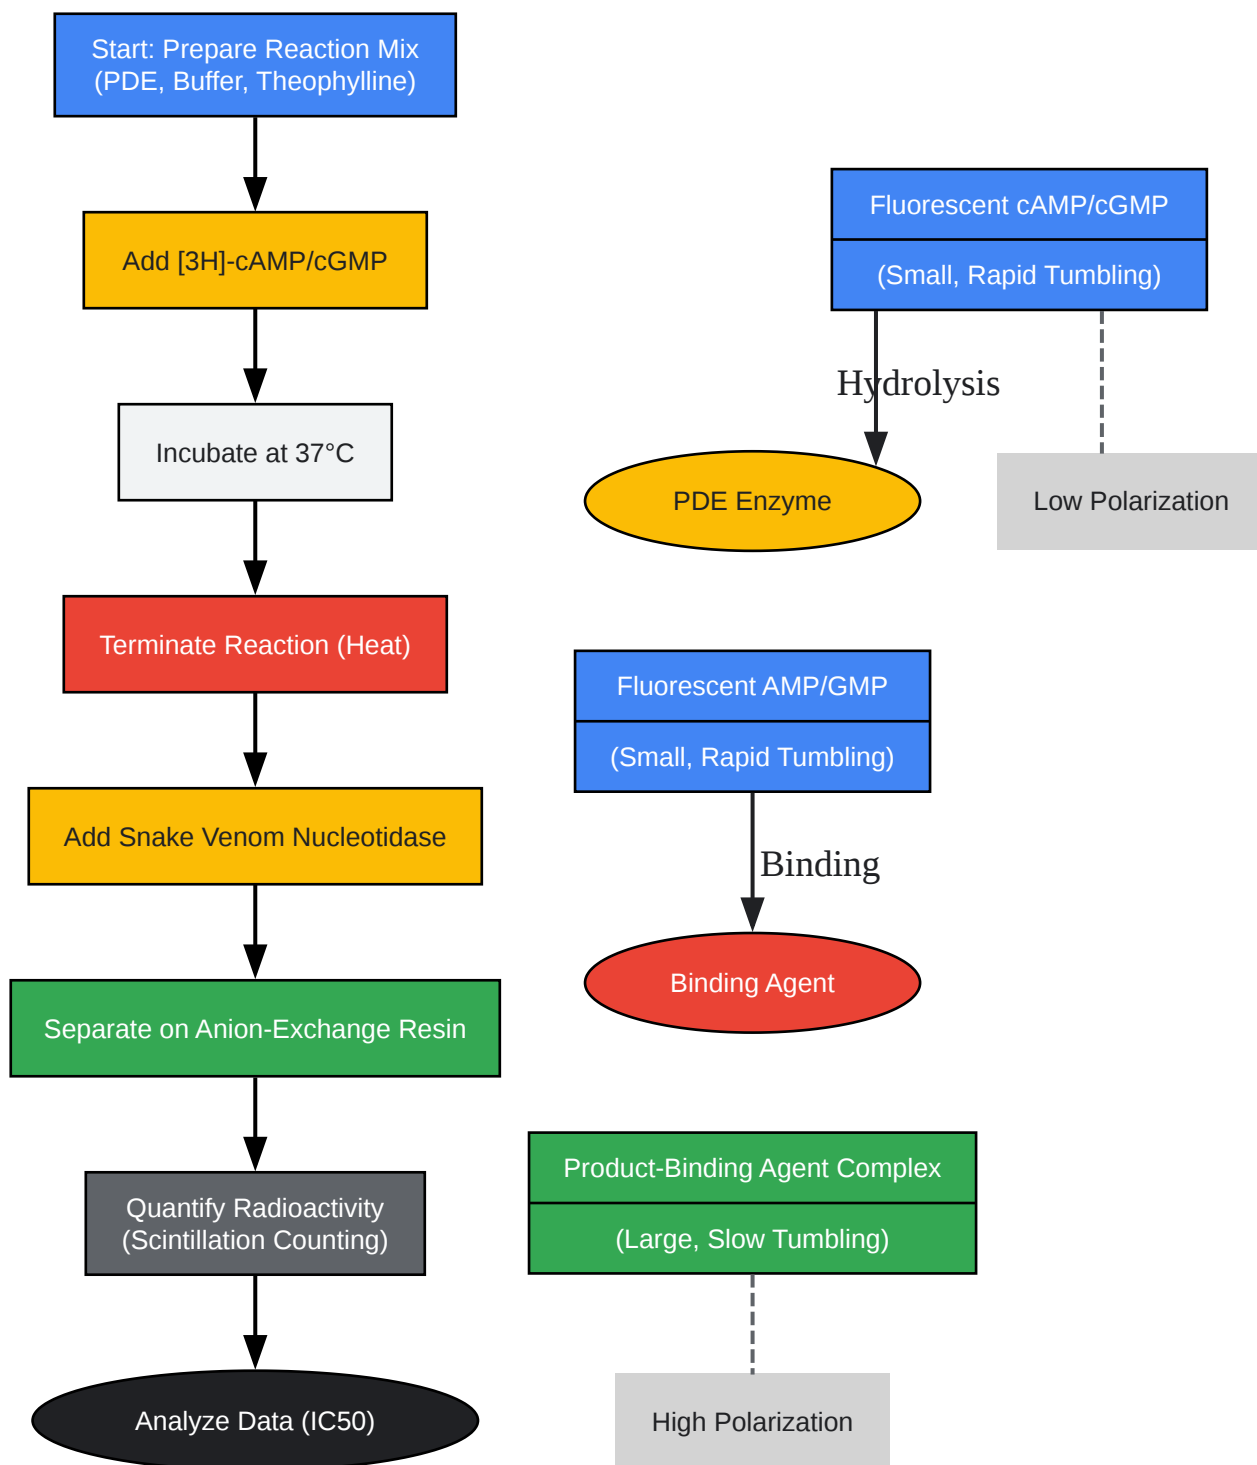 Start: Prepare Reaction Mix
(PDE, Buffer, Theophylline)
Add [3H]-cAMP/cGMP
Incubate at 37°C
Terminate Reaction (Heat)
Add Snake Venom Nucleotidase
Separate on Anion-Exchange Resin
Quantify Radioactivity
(Scintillation Counting)
Analyze Data (IC50)
Fluorescent cAMP/cGMP
(Small, Rapid Tumbling)
Hydrolysis
PDE Enzyme
Low Polarization
Fluorescent AMP/GMP
(Small, Rapid Tumbling)
Binding
Binding Agent
Product-Binding Agent Complex
(Large, Slow Tumbling)
High Polarization